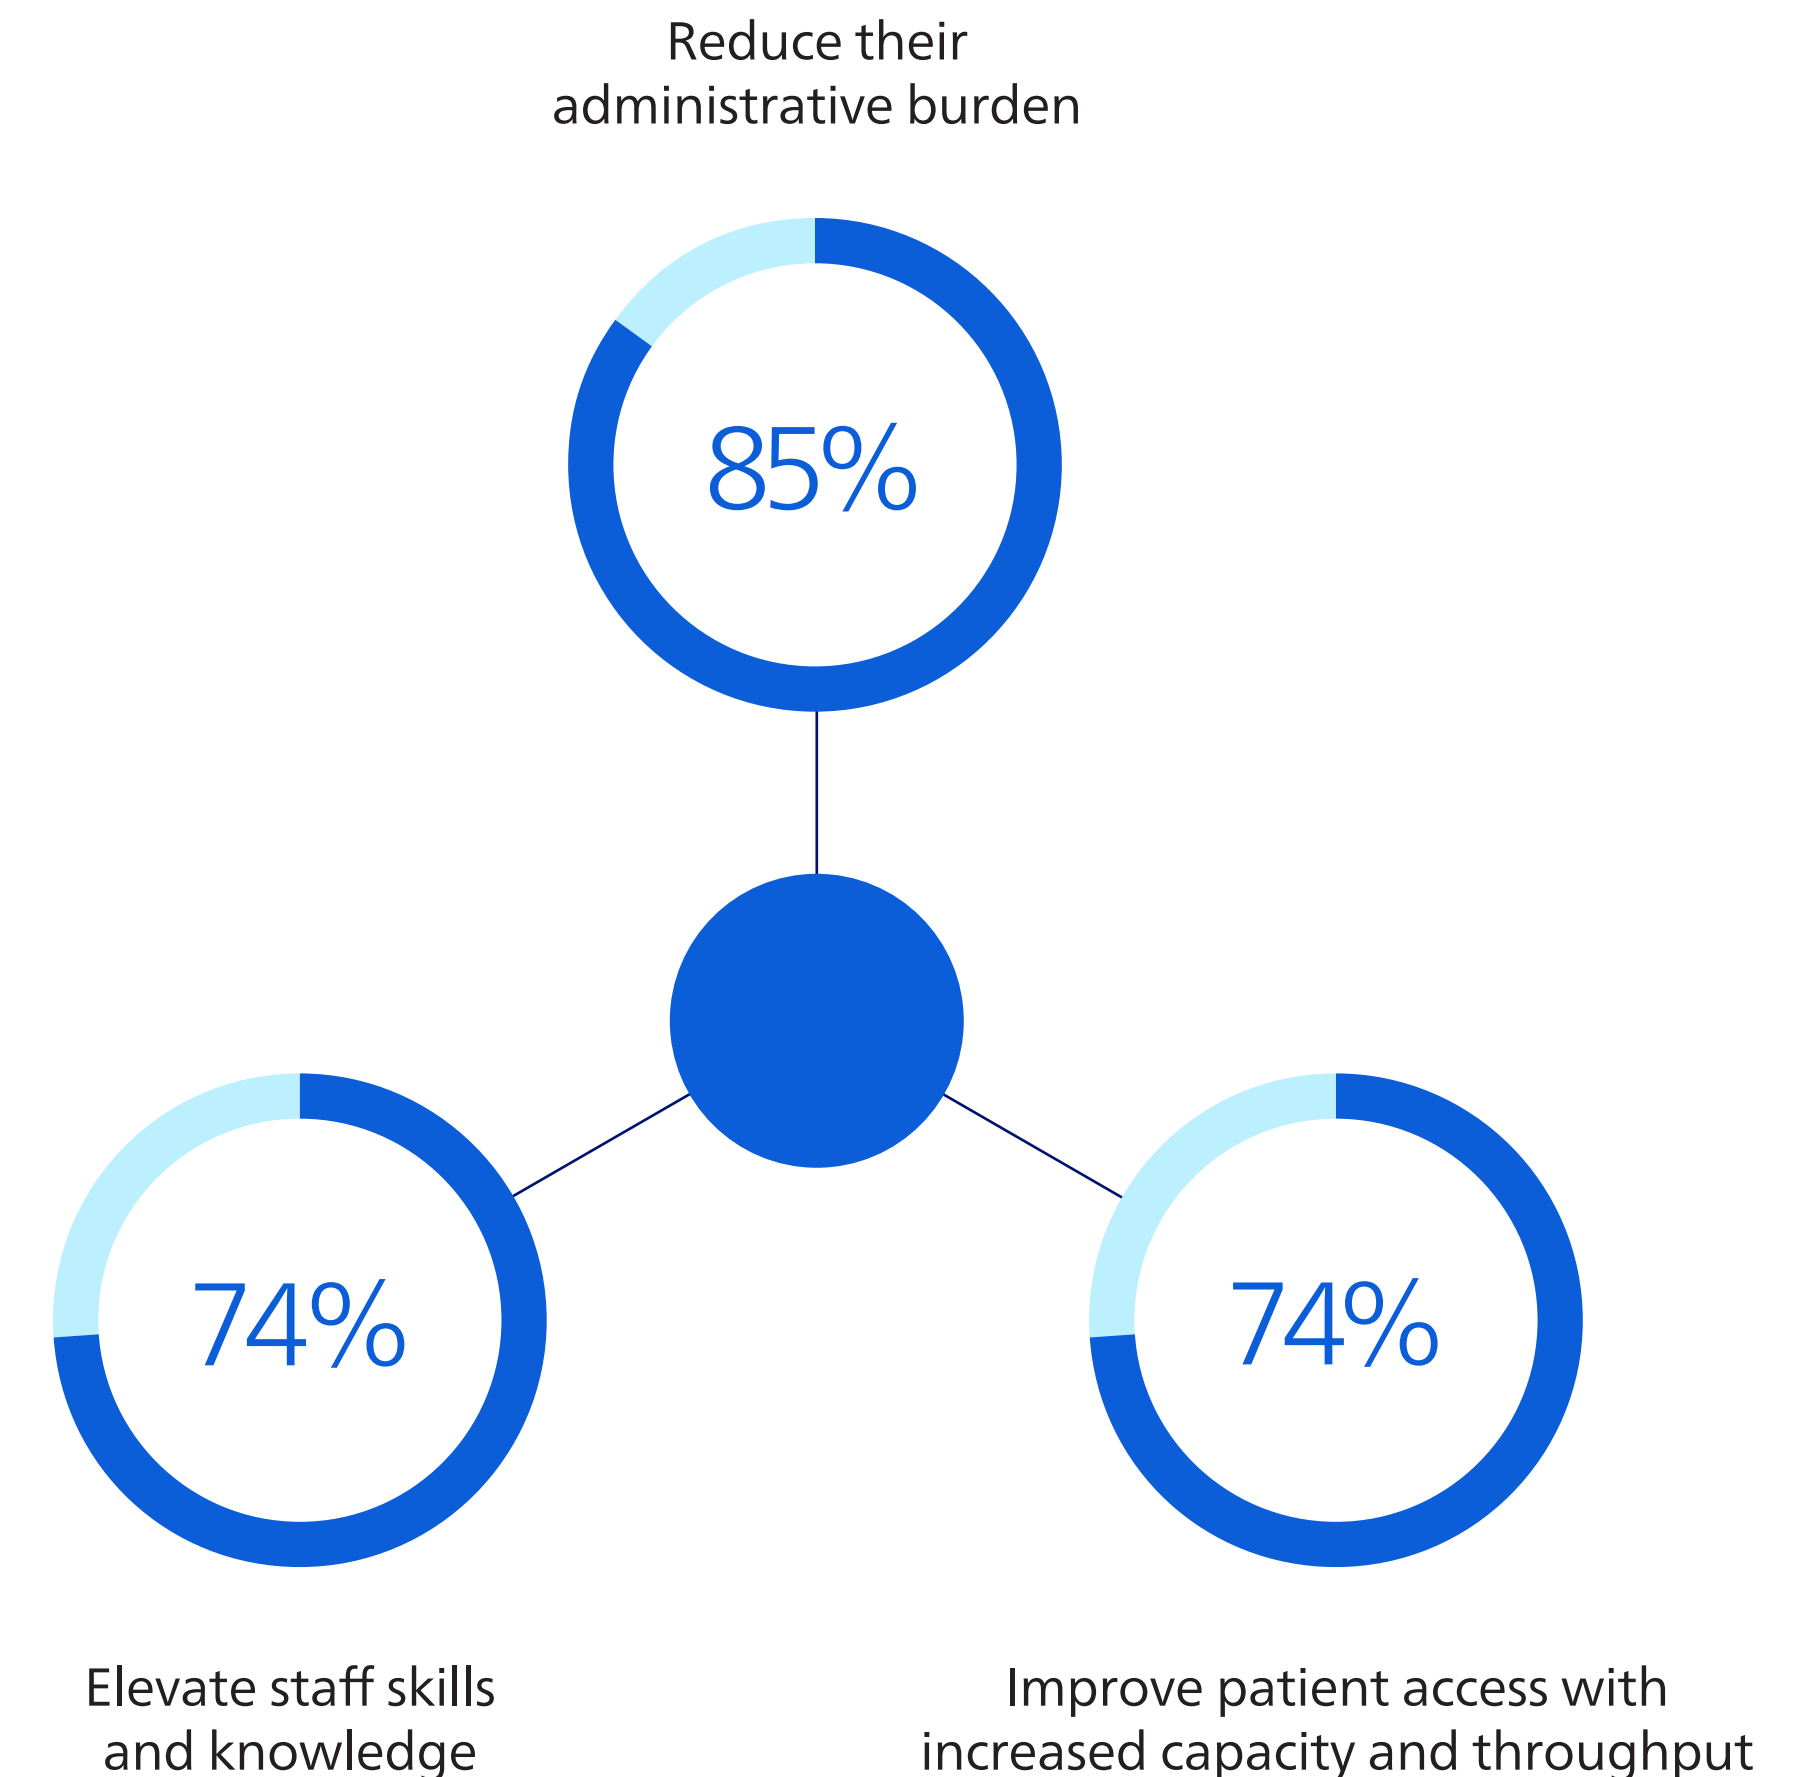 Reduce their
administrative burden
85%
74%
74%
Elevate staff skills
and knowledge
Improve patient access with
increased capacity and throughput